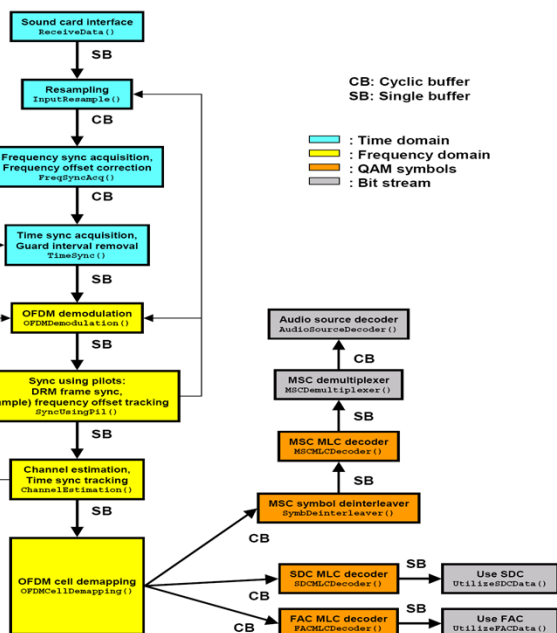 Sound card interface
ReceiveData()
SB
Resampling
InputResample()
CB
Frequency sync acquisition,
Frequency offset correction
FreqSyncAcq()
CB
Time sync acquisition,
Guard interval removal
TimeSync()
SB
OFDM demodulation
OFDMDemodulation()
SB
Sync using pilots:
DRM frame sync,
ample) frequency offset tracking
SyncUsingPil()
SB
Channel estimation,
Time sync tracking
ChannelEstimation()
SB
OFDM cell demapping
OFDMCellDemapping()
CB: Cyclic buffer
SB: Single buffer
: Time domain
: Frequency domain
: QAM symbols
: Bit stream
Audio source decoder
AudioSourceDecoder()
CB
MSC demultiplexer
MSCDemultiplexer()
SB
MSC MLC decoder
MSCMLCDecoder()
SB
MSC symbol deinterleaver
SymbDeinterleaver()
CB
SDC MLC decoder
SDCMLCDecoder()
CB
SB
Use SDC
UtilizeSDCData()
FAC MLC decoder
FACMLCDecoder()
CB
SB
Use FAC
UtilizeFACData()